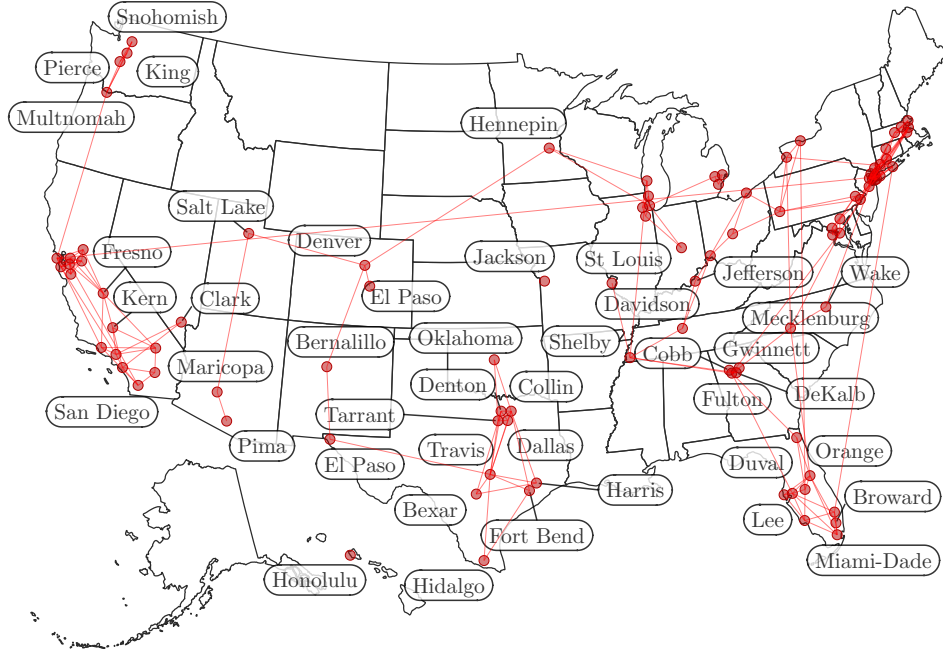 Snohomish
Pierce
King
Multnomah
Hennepin
Salt Lake
Denver
Fresno
Jackson
St Louis
Jefferson
Wake
El Paso
Kern
Clark
Davidson
Mecklenburg
Bernalillo
Oklahoma
Shelby
Cobb
Gwinnett
Maricopa
Denton
Collin
DeKalb
San Diego
Tarrant
Fulton
Pima
Travis
Dallas
Orange
El Paso
Duval
Harris
Broward
Bexar
Lee
Fort Bend
Miami-Dade
Honolulu
Hidalgo